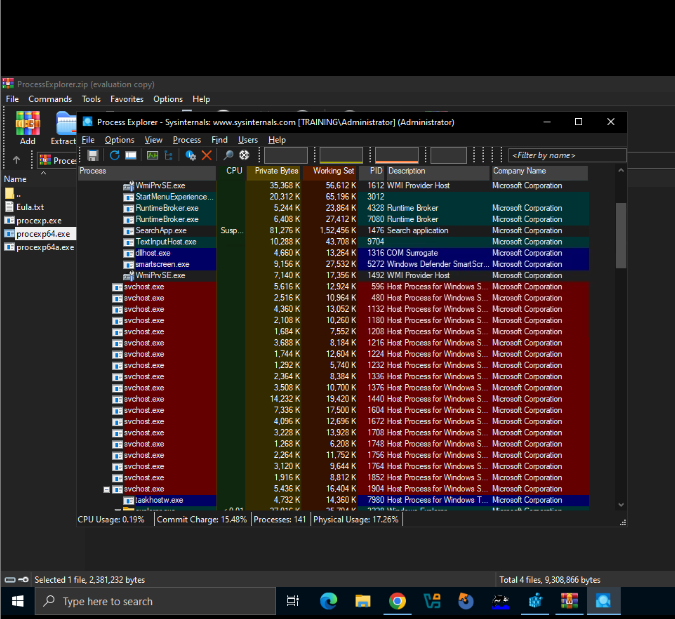 ProcessExplorer.zip (evaluation copy)
File Commands Tools Favorites Options Help
Process Explorer - Sysinternals: www.sysinternals.com [TRAINING\Administrator] (Administrator)
Add Extract
File Options View Process Find Users Help
<Filter by name>
Proce
Name
Process CPU Private Bytes Working Set PID Description Company Name
..
Eula.txt
procexp.exe
procexp64.exe
procexp64a.exe
WmiPrvSE.exe 35,368 K 56,612 K 1612 WMI Provider Host Microsoft Corporation
StartMenuExperience... 20,312 K 65,196 K 3012
RuntimeBroker.exe 5,244 K 23,864 K 4328 Runtime Broker Microsoft Corporation
RuntimeBroker.exe 6,408 K 27,412 K 7080 Runtime Broker Microsoft Corporation
SearchApp.exe Susp... 81,276 K 1,52,456 K 1476 Search application Microsoft Corporation
TextInputHost.exe 10,288 K 43,708 K 9704
dllhost.exe 4,660 K 13,264 K 1316 COM Surrogate Microsoft Corporation
smartscreen.exe 9,156 K 27,532 K 5272 Windows Defender SmartScr... Microsoft Corporation
WmiPrvSE.exe 7,140 K 17,356 K 1492 WMI Provider Host Microsoft Corporation
svchost.exe 5,616 K 12,924 K 596 Host Process for Windows S... Microsoft Corporation
svchost.exe 2,516 K 10,964 K 480 Host Process for Windows S... Microsoft Corporation
svchost.exe 4,360 K 13,052 K 1132 Host Process for Windows S... Microsoft Corporation
svchost.exe 2,108 K 10,260 K 1180 Host Process for Windows S... Microsoft Corporation
svchost.exe 1,684 K 7,552 K 1208 Host Process for Windows S... Microsoft Corporation
svchost.exe 3,688 K 8,184 K 1216 Host Process for Windows S... Microsoft Corporation
svchost.exe 1,744 K 12,604 K 1224 Host Process for Windows S... Microsoft Corporation
svchost.exe 1,292 K 5,740 K 1232 Host Process for Windows S... Microsoft Corporation
svchost.exe 2,364 K 8,384 K 1336 Host Process for Windows S... Microsoft Corporation
svchost.exe 3,508 K 10,700 K 1376 Host Process for Windows S... Microsoft Corporation
svchost.exe 14,232 K 19,420 K 1440 Host Process for Windows S... Microsoft Corporation
svchost.exe 7,336 K 17,500 K 1604 Host Process for Windows S... Microsoft Corporation
svchost.exe 4,096 K 12,696 K 1672 Host Process for Windows S... Microsoft Corporation
svchost.exe 3,228 K 13,928 K 1708 Host Process for Windows S... Microsoft Corporation
svchost.exe 1,268 K 6,208 K 1748 Host Process for Windows S... Microsoft Corporation
svchost.exe 2,264 K 11,752 K 1756 Host Process for Windows S... Microsoft Corporation
svchost.exe 3,120 K 9,644 K 1764 Host Process for Windows S... Microsoft Corporation
svchost.exe 1,916 K 8,812 K 1852 Host Process for Windows S... Microsoft Corporation
svchost.exe 5,436 K 16,404 K 1904 Host Process for Windows S... Microsoft Corporation
taskhostw.exe 4,732 K 14,360 K 7980 Host Process for Windows T... Microsoft Corporation
CPU Usage: 0.19% Commit Charge: 15.48% Processes: 141 Physical Usage: 17.26%
Selected 1 file, 2,381,232 bytes Total 4 files, 9,308,866 bytes
Type here to search